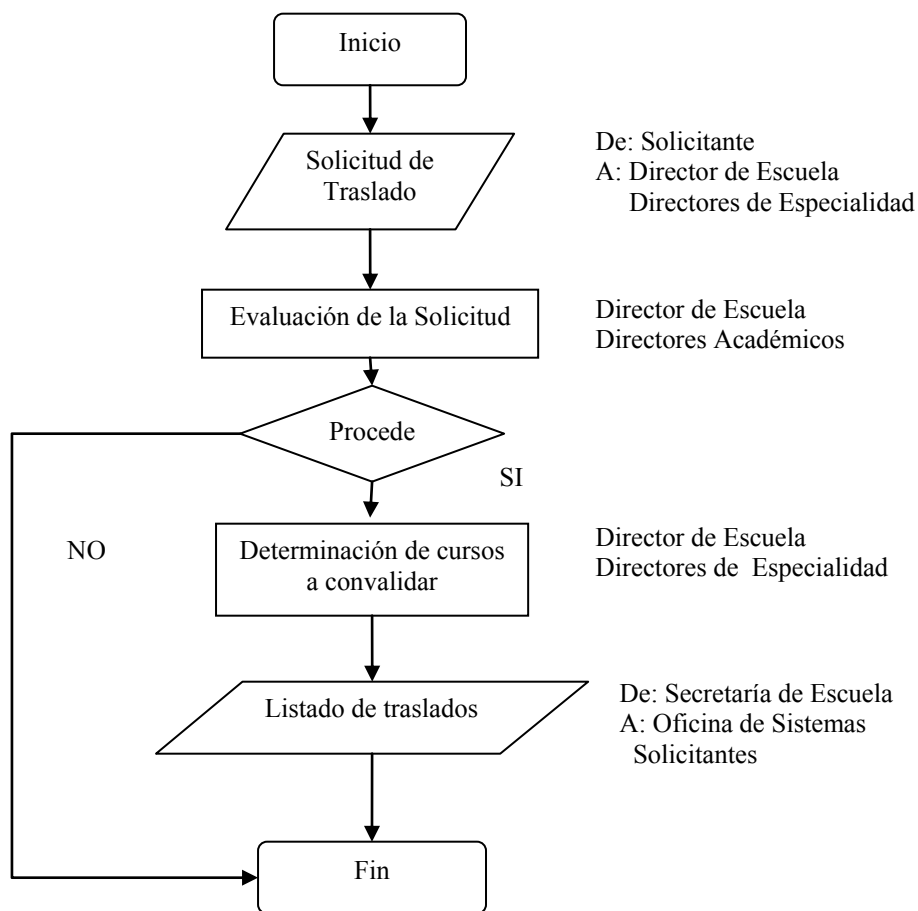 Inicio
Solicitud de
Traslado
De: Solicitante
A: Director de Escuela
Directores de Especialidad
Evaluación de la Solicitud
Director de Escuela
Directores Académicos
Procede
SI
NO
Determinación de cursos
a convalidar
Director de Escuela
Directores de Especialidad
Listado de traslados
De: Secretaría de Escuela
A: Oficina de Sistemas
Solicitantes
Fin